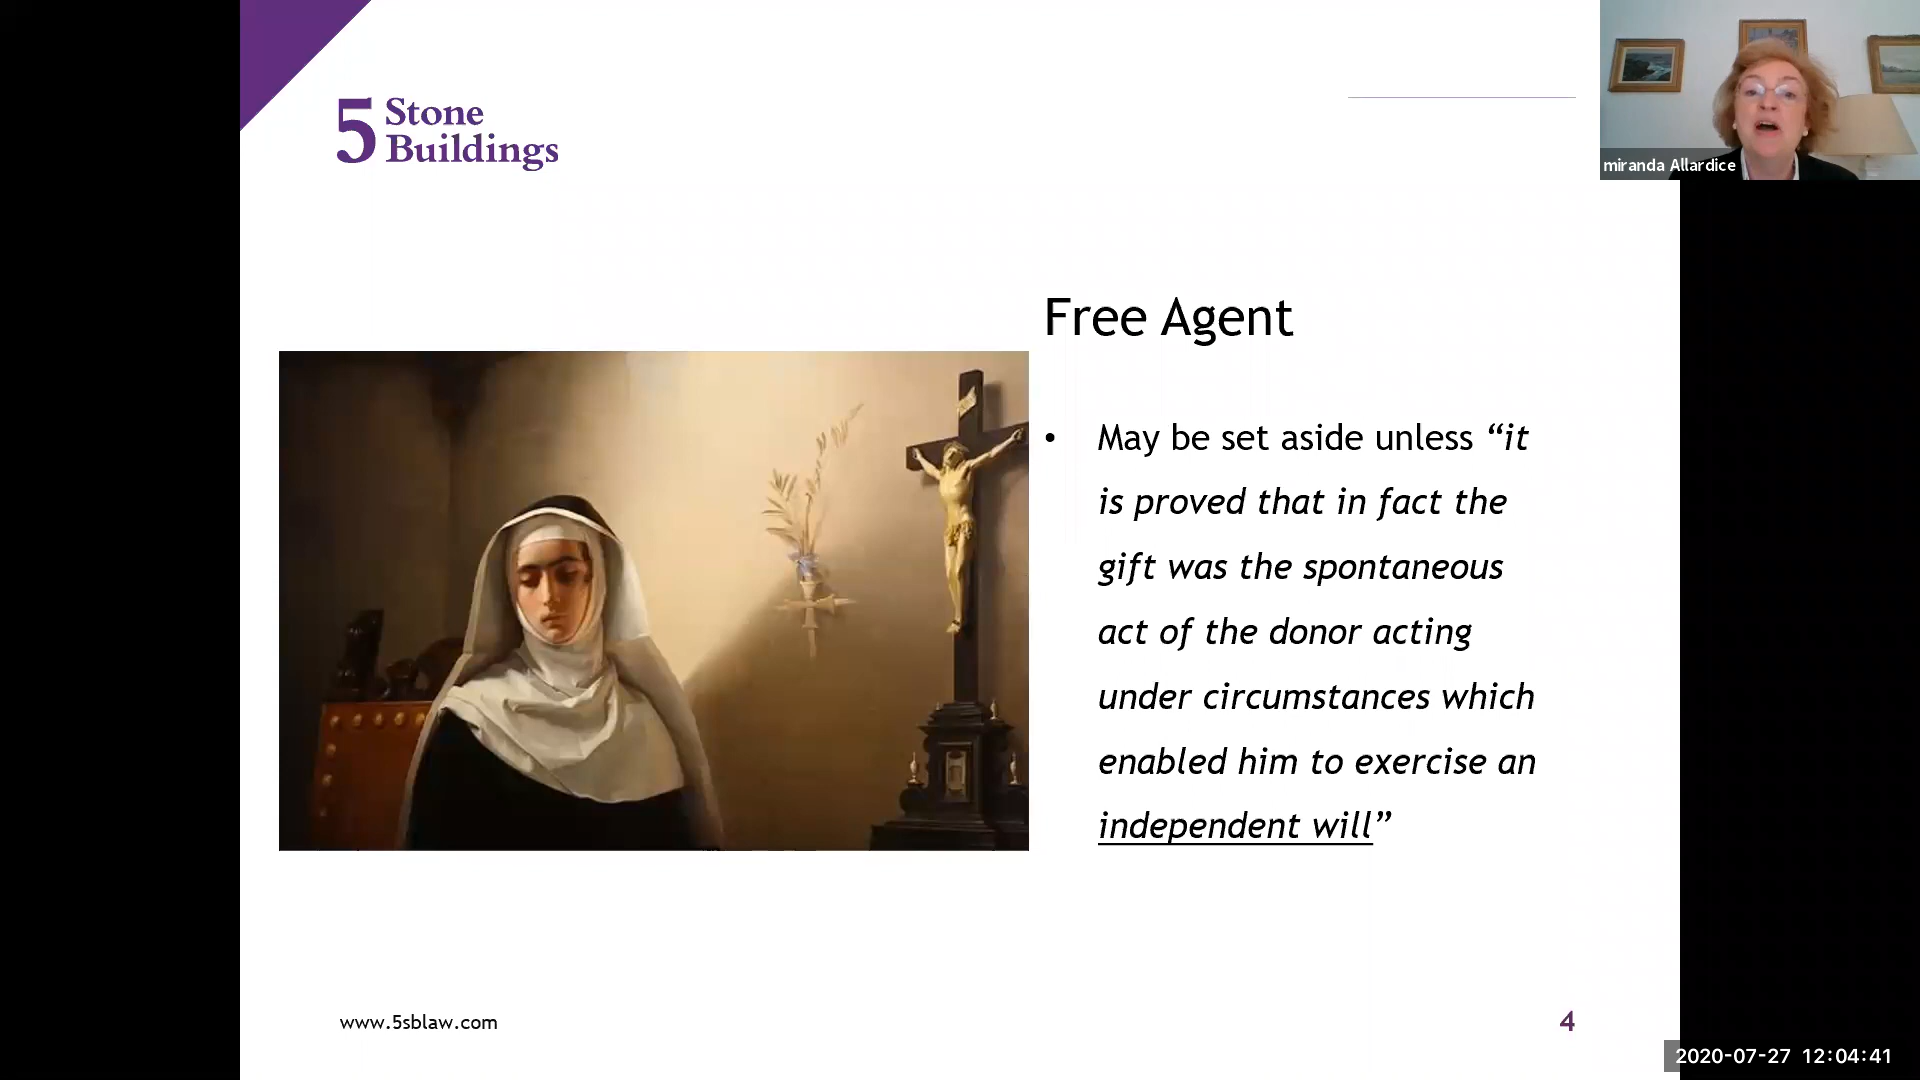 5 Stone
Buildings
miranda Allardice
Free Agent
• May be set aside unless “it
is proved that in fact the
gift was the spontaneous
act of the donor acting
under circumstances which
enabled him to exercise an
independent will”
www.5sblaw.com
4
2020-07-27 12:04:41